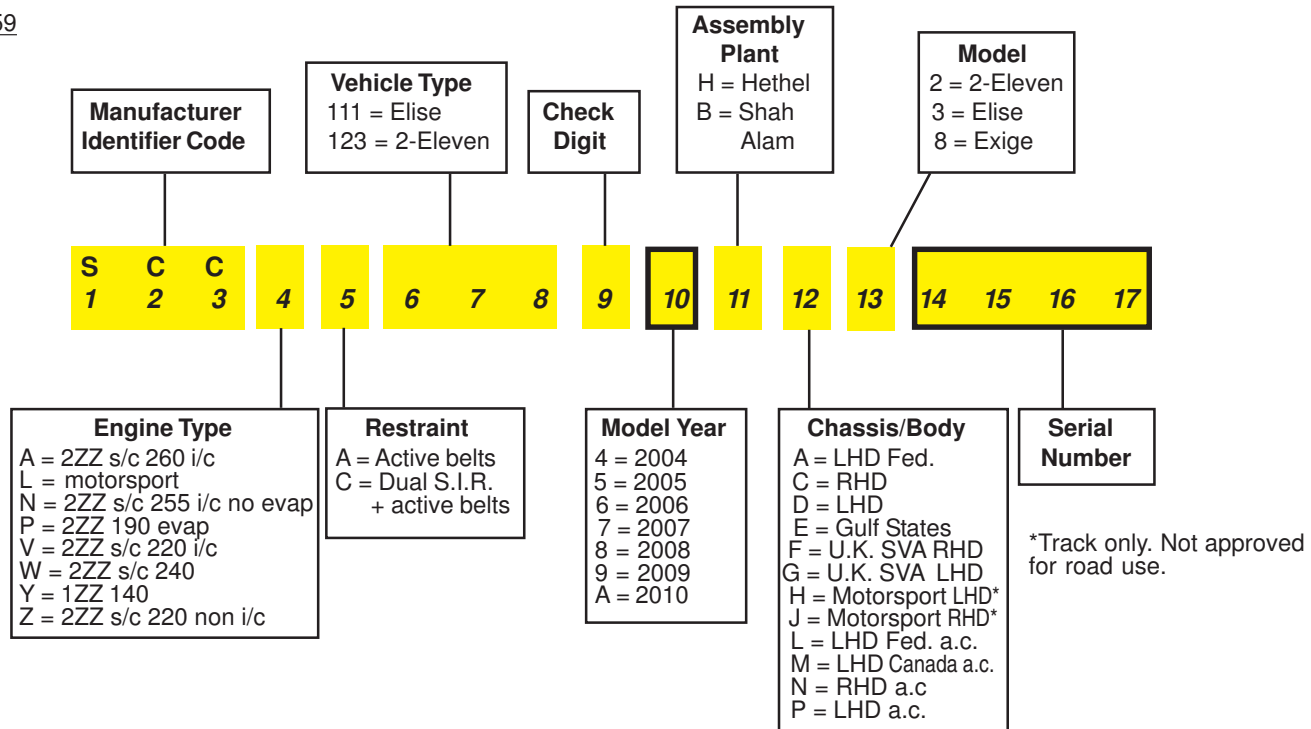 Manufacturer
Identifier Code
Vehicle Type
111 = Elise
123 = 2-Eleven
Check
Digit
Assembly
Plant
H = Hethel
B = Shah
Alam
Model
2 = 2-Eleven
3 = Elise
8 = Exige
S C C
1 2 3 4 5 6 7 8 9 10 11 12 13 14 15 16 17
Engine Type
A = 2ZZ s/c 260 i/c
L = motorsport
N = 2ZZ s/c 255 i/c no evap
P = 2ZZ 190 evap
V = 2ZZ s/c 220 i/c
W = 2ZZ s/c 240
Y = 1ZZ 140
Z = 2ZZ s/c 220 non i/c
Restraint
A = Active belts
C = Dual S.I.R.
+ active belts
Model Year
4 = 2004
5 = 2005
6 = 2006
7 = 2007
8 = 2008
9 = 2009
A = 2010
Chassis/Body
A = LHD Fed.
C = RHD
D = LHD
E = Gulf States
F = U.K. SVA RHD
G = U.K. SVA LHD
H = Motorsport LHD*
J = Motorsport RHD*
L = LHD Fed. a.c.
M = LHD Canada a.c.
N = RHD a.c
P = LHD a.c.
Serial
Number
*Track only. Not approved
for road use.